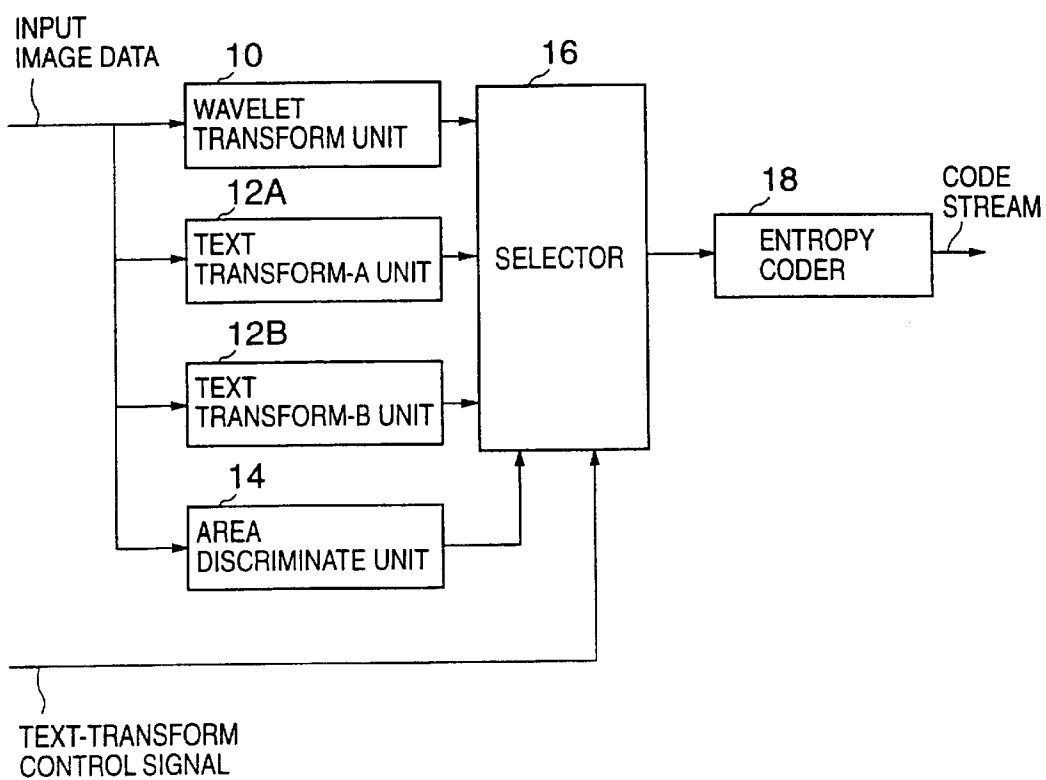 INPUT
IMAGE DATA
10
WAVELET
TRANSFORM UNIT
12A
TEXT
TRANSFORM-A UNIT
12B
TEXT
TRANSFORM-B UNIT
14
AREA
DISCRIMINATE UNIT
16
SELECTOR
18
ENTROPY
CODER
CODE
STREAM
TEXT-TRANSFORM
CONTROL SIGNAL